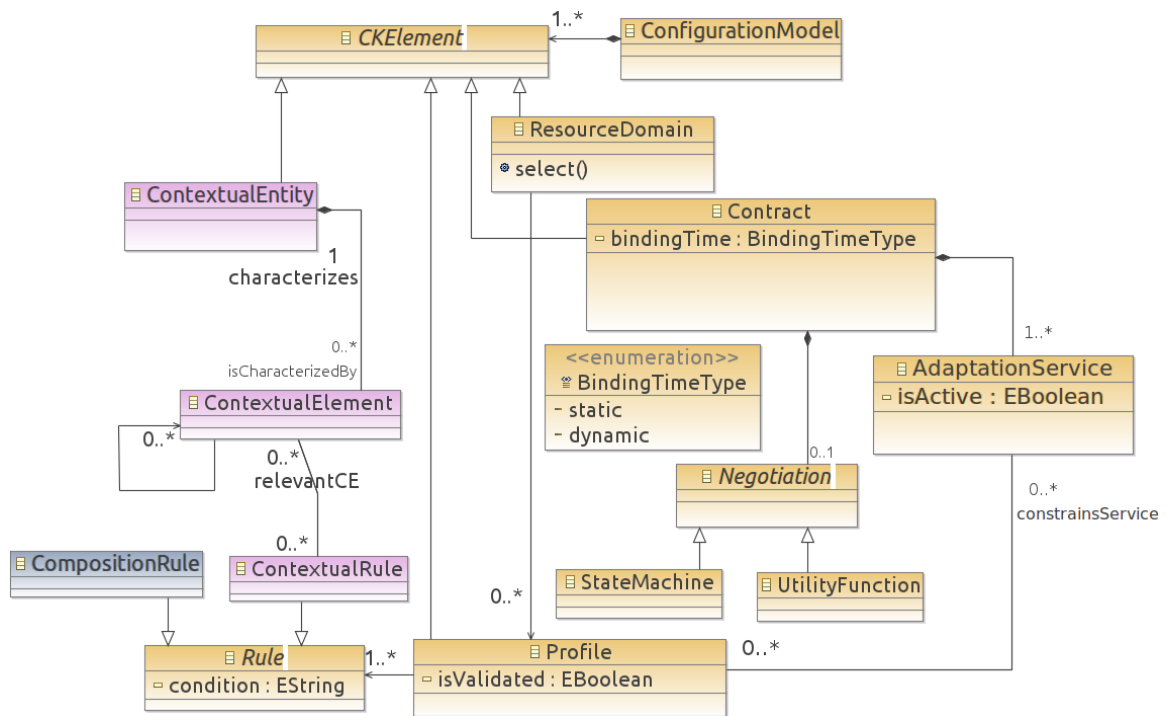 1..*
CKElement
ConfigurationModel
ResourceDomain
select()
ContextualEntity
Contract
bindingTime : BindingTimeType
1
characterizes
0..*
isCharacterizedBy
<<enumeration>>
BindingTimeType
static
dynamic
1..*
AdaptationService
isActive : EBoolean
ContextualElement
0..*
0..*
relevantCE
0..1
Negotiation
0..*
constrainsService
CompositionRule
0..*
ContextualRule
StateMachine
UtilityFunction
0..*
Rule
condition : EString
1..*
Profile
isValidated : EBoolean
0..*